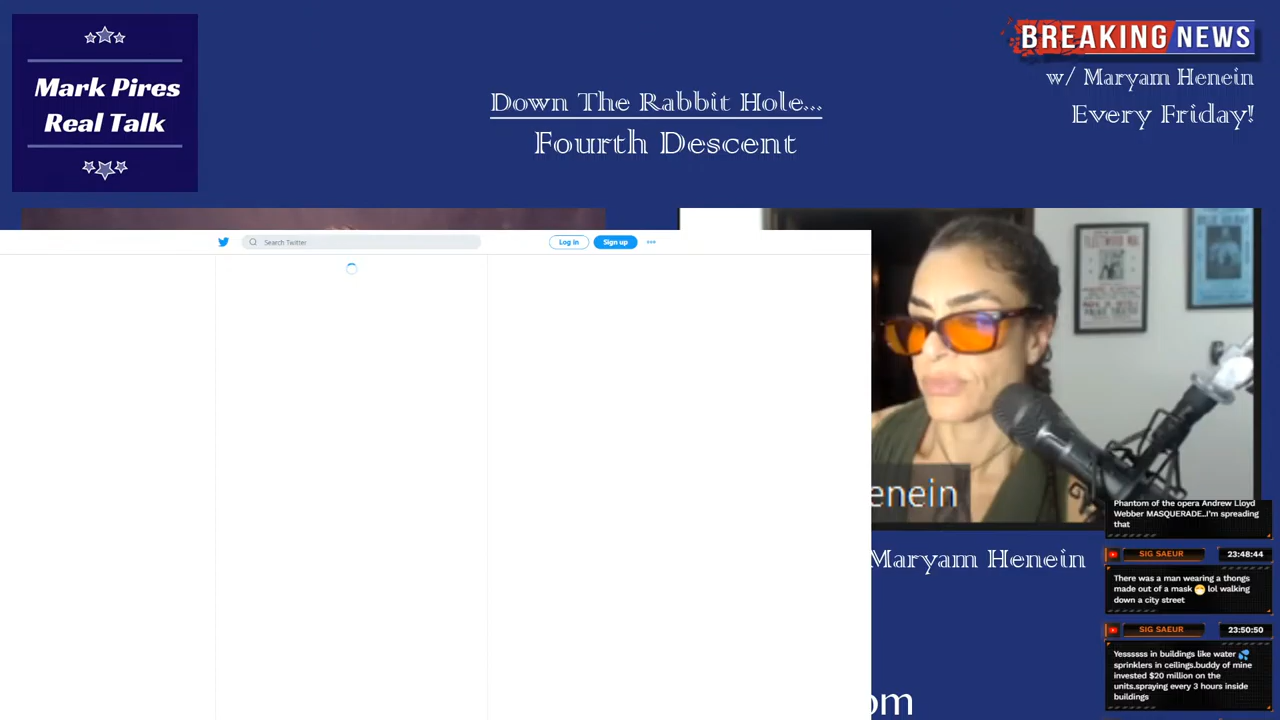 Mark Pires
Real Talk
Down The Rabbit Hole...
Fourth Descent
BREAKING NEWS
w/ Maryam Henein
Every Friday!
Search Twitter
Log in
Sign up
enein
Maryam Henein
om
Phantom of the opera Andrew Lloyd
Webber MASQUERADE..I'm spreading
that
SIG SAEUR
23:48:44
There was a man wearing a thongs
made out of a mask 😷 lol walking
down a city street
SIG SAEUR
23:50:50
Yessssss in buildings like water 💦
sprinklers in ceilings.buddy of mine
invested $20 million on the
units.spraying every 3 hours inside
buildings